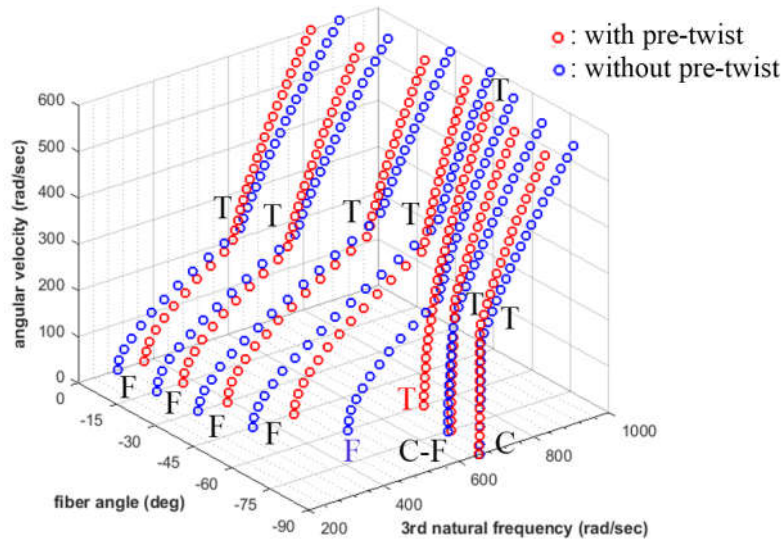 o : with pre-twist
o : without pre-twist
600
500
400
300
200
100
0
angular velocity (rad/sec)
T
T
T
T
T
T
T
F
F
F
F
F
T
C-F
C
0
-15
-30
-45
-60
-75
-90
fiber angle (deg)
200
400
600
800
1000
3rd natural frequency (rad/sec)